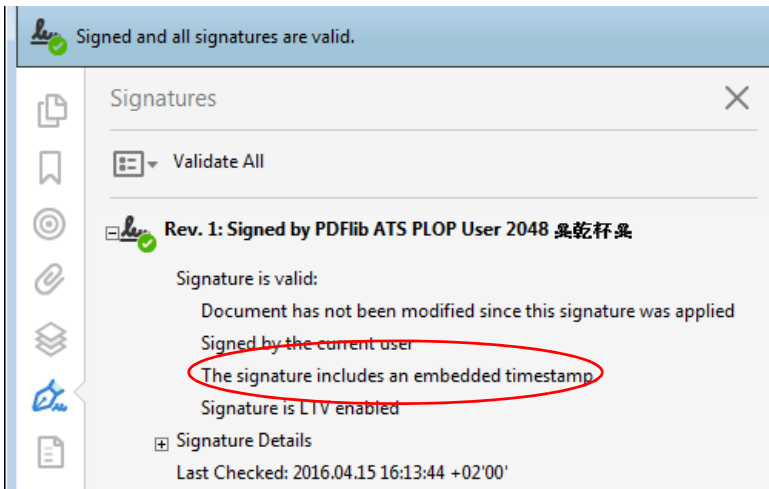 Signed and all signatures are valid.
Signatures
Validate All
Rev. 1: Signed by PDFlib ATS PLOP User 2048 乾杯
Signature is valid:
Document has not been modified since this signature was applied
Signed by the current user
The signature includes an embedded timestamp.
Signature is LTV enabled
Signature Details
Last Checked: 2016.04.15 16:13:44 +02'00'